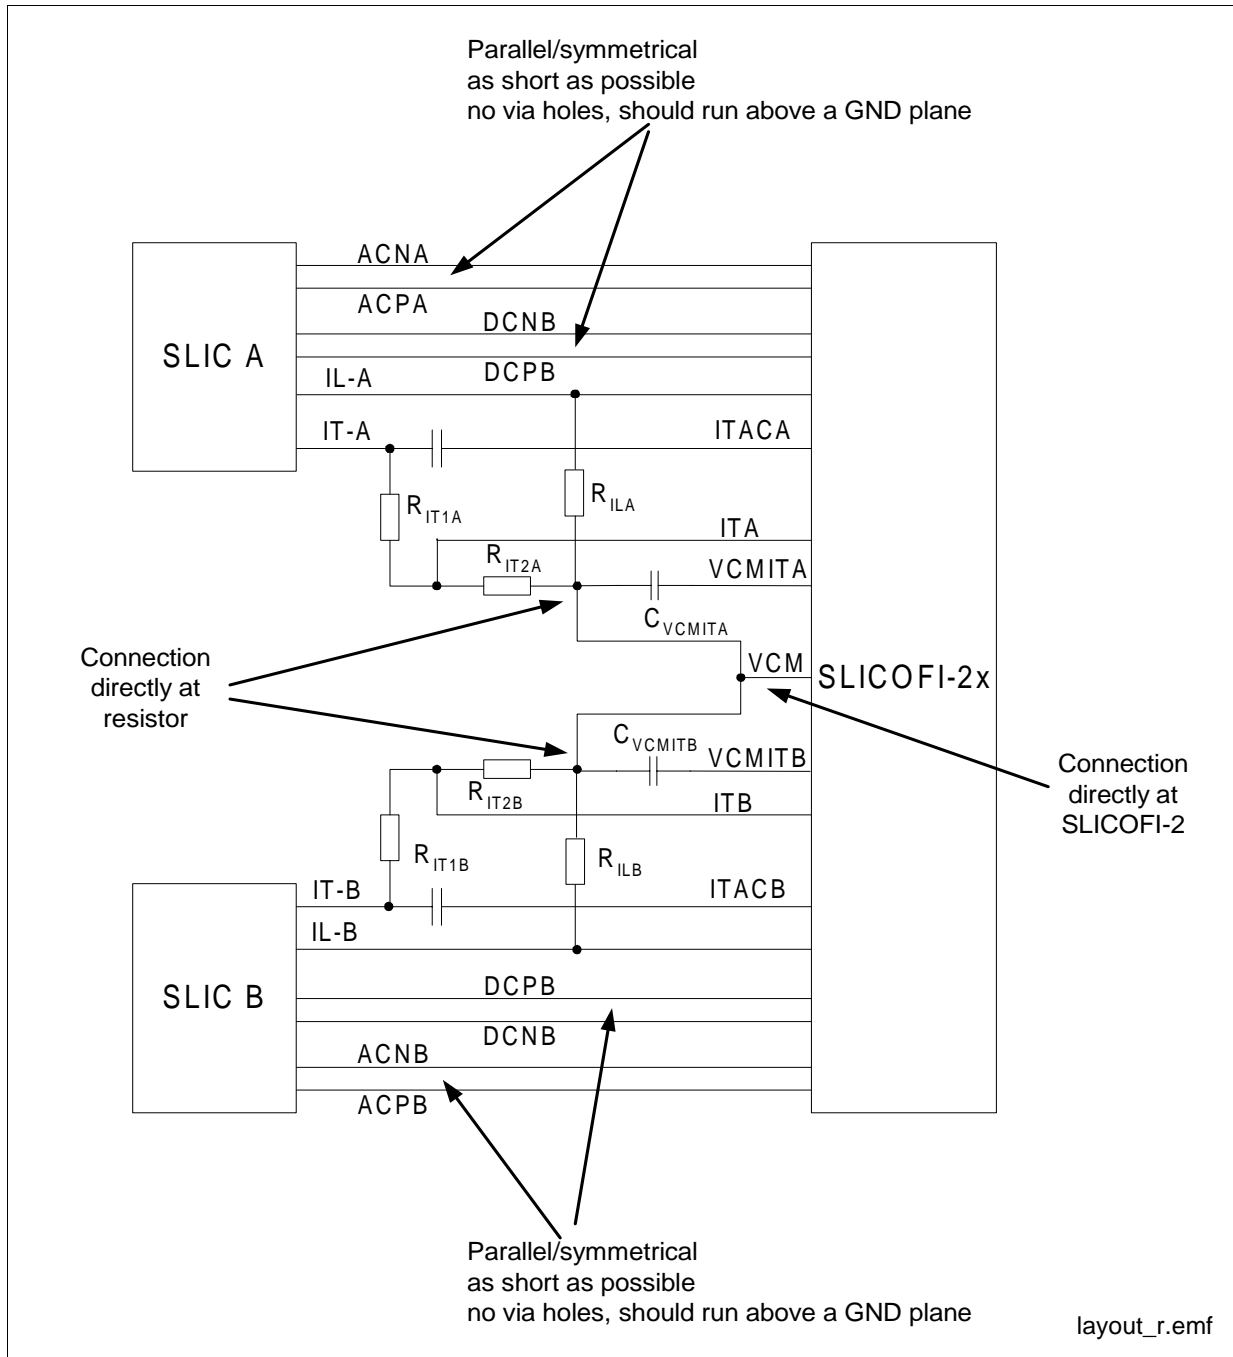 Parallel/symmetrical
as short as possible
no via holes, should run above a GND plane
ACNA
ACPA
DCNB
SLIC A
DCPB
IL-A
IT-A
ITACA
RILA
RIT1A
ITA
RIT2A
VCMITA
CVCMITA
Connection
directly at
resistor
VCM
SLICOFI-2x
CVCMITB
VCMITB
Connection
directly at
SLICOFI-2
RIT2B
ITB
RIT1B
RILB
IT-B
ITACB
IL-B
SLIC B
DCPB
DCNB
ACNB
ACPB
Parallel/symmetrical
as short as possible
no via holes, should run above a GND plane
layout_r.emf